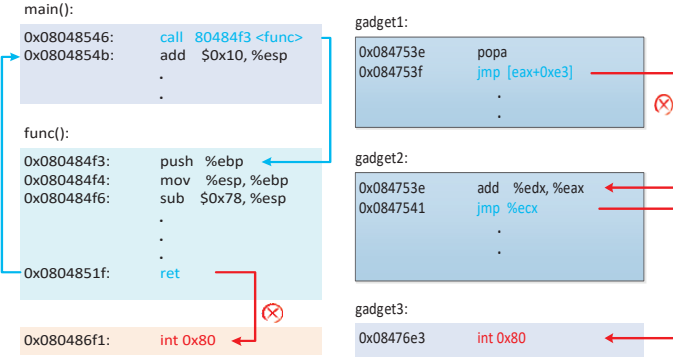 main():
0x08048546: call 80484f3 <func>
0x0804854b: add $0x10, %esp
.
.
func():
0x080484f3: push %ebp
0x080484f4: mov %esp, %ebp
0x080484f6: sub $0x78, %esp
.
.
.
0x0804851f: ret
0x080486f1: int 0x80
gadget1:
0x084753e popa
0x084753f jmp [eax+0xe3]
.
.
gadget2:
0x084753e add %edx, %eax
0x0847541 jmp %ecx
.
.
gadget3:
0x08476e3 int 0x80